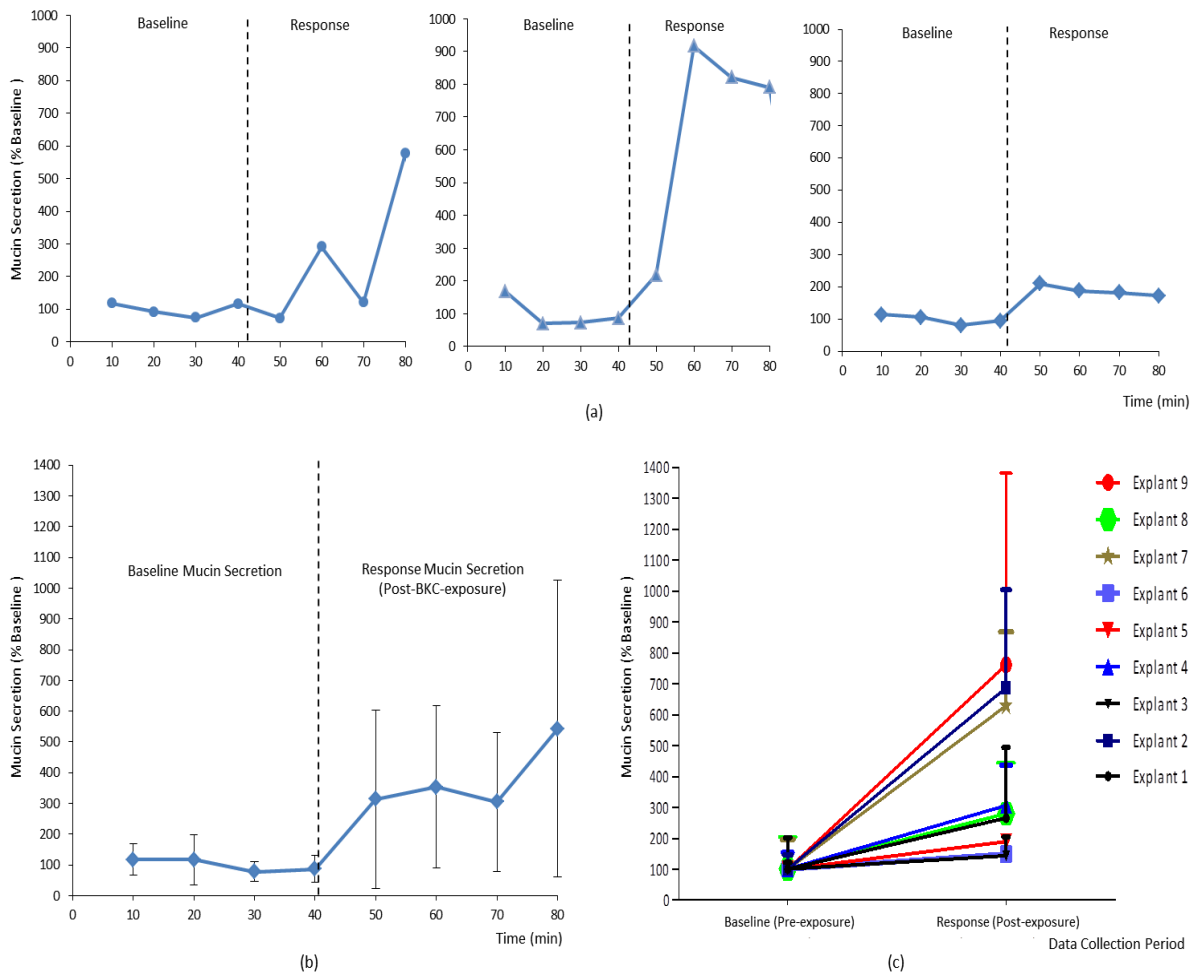 Baseline Response
Mucin Secretion (% Baseline)
1000
900
800
700
600
500
400
300
200
100
0
0 10 20 30 40 50 60 70 80
Baseline Response
1000
900
800
700
600
500
400
300
200
100
0
0 10 20 30 40 50 60 70 80
Baseline Response
1000
900
800
700
600
500
400
300
200
100
0
0 10 20 30 40 50 60 70 80
Time (min)
(a)
Mucin Secretion (% Baseline)
1400
1300
1200
1100
1000
900
800
700
600
500
400
300
200
100
0
Baseline Mucin Secretion
Response Mucin Secretion
(Post-BKC-exposure)
0 10 20 30 40 50 60 70 80
Time (min)
(b)
Mucin Secretion (% Baseline)
1400
1300
1200
1100
1000
900
800
700
600
500
400
300
200
100
0
Explant 9
Explant 8
Explant 7
Explant 6
Explant 5
Explant 4
Explant 3
Explant 2
Explant 1
Baseline (Pre-exposure) Response (Post-exposure)
Data Collection Period
(c)